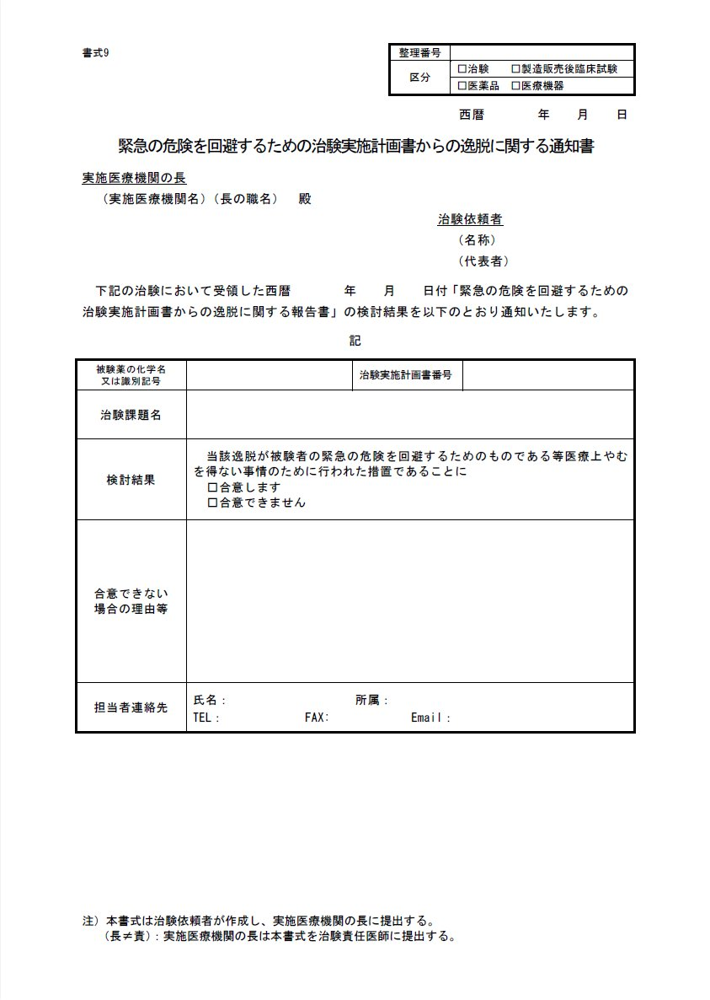 書式9
整理番号
区分
□治験　□製造販売後臨床試験
□医薬品　□医療機器
西暦　　　　年　　月　　日
緊急の危険を回避するための治験実施計画書からの逸脱に関する通知書
実施医療機関の長
（実施医療機関名）（長の職名）　殿
治験依頼者
（名称）
（代表者）
下記の治験において受領した西暦　　　　年　　月　　日付「緊急の危険を回避するための
治験実施計画書からの逸脱に関する報告書」の検討結果を以下のとおり通知いたします。
記
被験薬の化学名
又は識別記号
治験実施計画書番号
治験課題名
検討結果
当該逸脱が被験者の緊急の危険を回避するためのものである等医療上やむ
を得ない事情のために行われた措置であることに
□合意します
□合意できません
合意できない
場合の理由等
担当者連絡先
氏名：　　　　　　　　　　所属：
TEL：　　　　　　　FAX:　　　　　　　Email：
注）本書式は治験依頼者が作成し、実施医療機関の長に提出する。
（長≠責）：実施医療機関の長は本書式を治験責任医師に提出する。